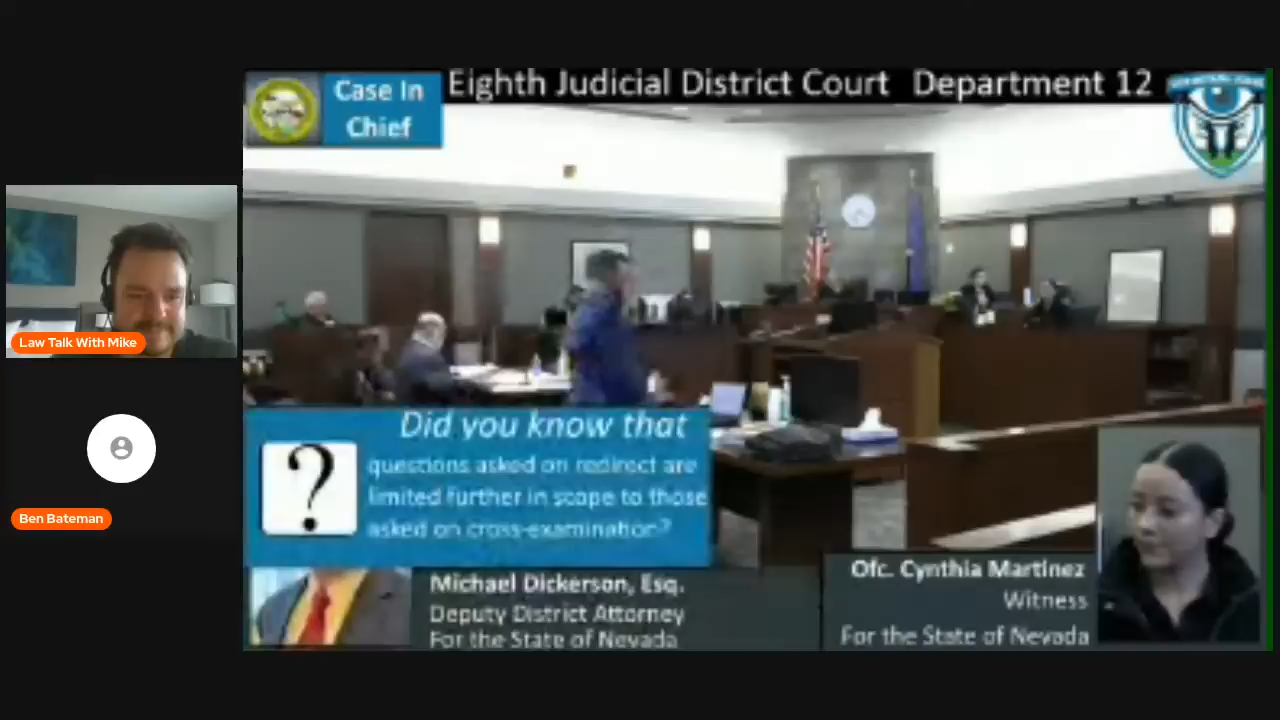 Case In
Chief
Eighth Judicial District Court Department 12
Law Talk With Mike
Ben Bateman
Did you know that
?
questions asked on redirect are
limited further in scope to those
asked on cross-examination?
Michael Dickerson, Esq.
Deputy District Attorney
For the State of Nevada
Ofc. Cynthia Martinez
Witness
For the State of Nevada